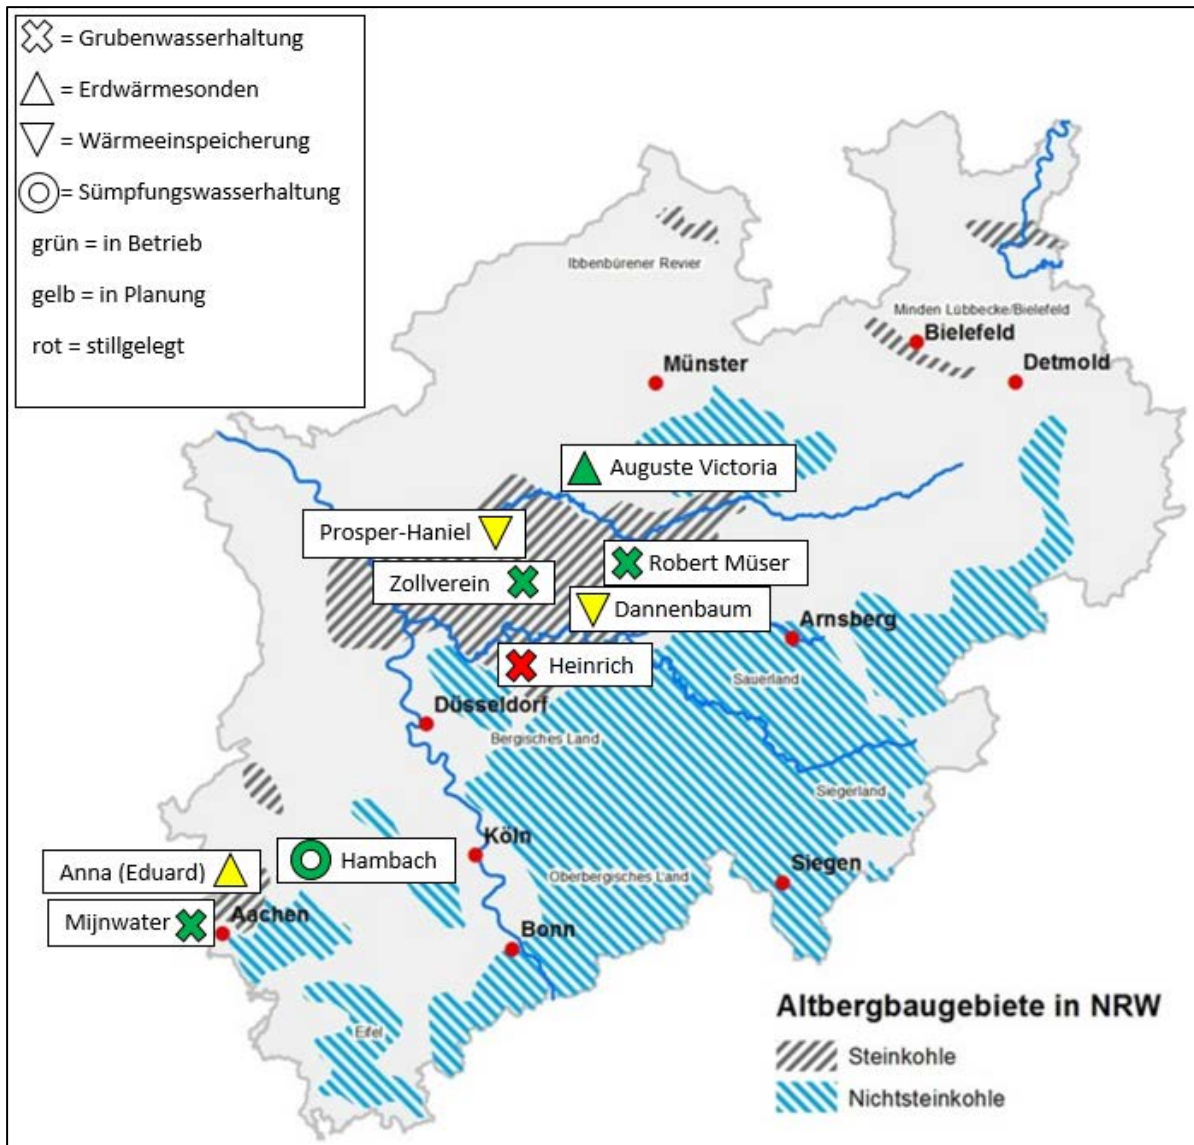 = Grubenwasserhaltung
= Erdwärmesonden
= Wärmeeinspeicherung
= Sümpfungswasserhaltung
grün = in Betrieb
gelb = in Planung
rot = stillgelegt
Ibbenbürener Revier
Minden Lübbecke/Bielefeld
Bielefeld
Münster
Detmold
Auguste Victoria
Prosper-Haniel
Robert Müser
Zollverein
Dannenbaum
Arnsberg
Heinrich
Sauerland
Düsseldorf
Bergisches Land
Siegerland
Köln
Hambach
Anna (Eduard)
Siegen
Oberbergisches Land
Aachen
Mijnwater
Bonn
Eifel
Altbergbaugebiete in NRW
Steinkohle
Nichtsteinkohle